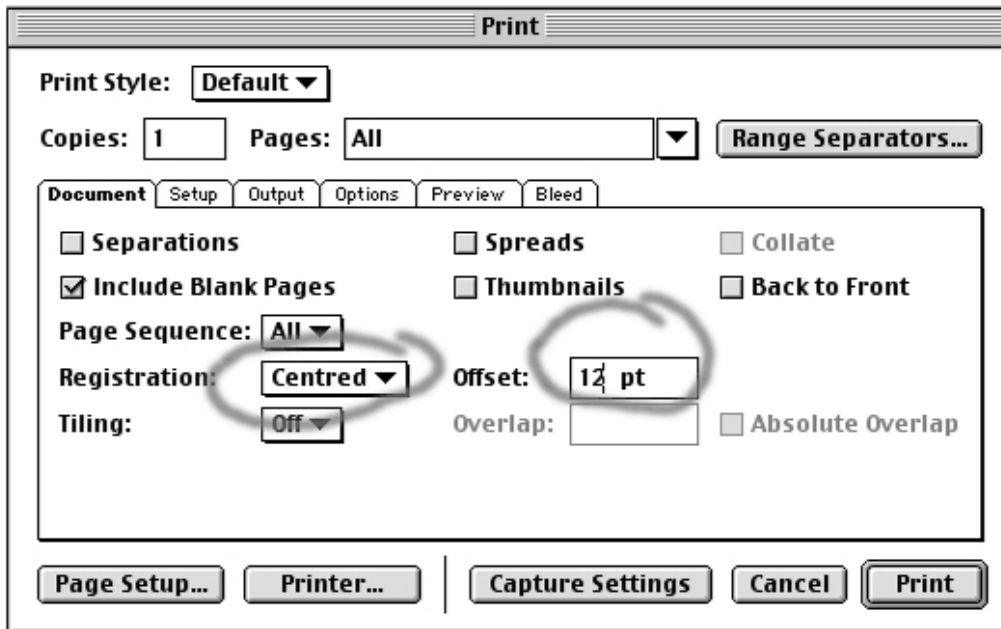 Print
Print Style: Default
Copies: 1 Pages: All Range Separators...
Document Setup Output Options Preview Bleed
Separations Spreads Collate
Include Blank Pages Thumbnails Back to Front
Page Sequence: All
Registration: Centred Offset: 12 pt
Tiling: Off Overlap: Absolute Overlap
Page Setup... Printer... Capture Settings Cancel Print